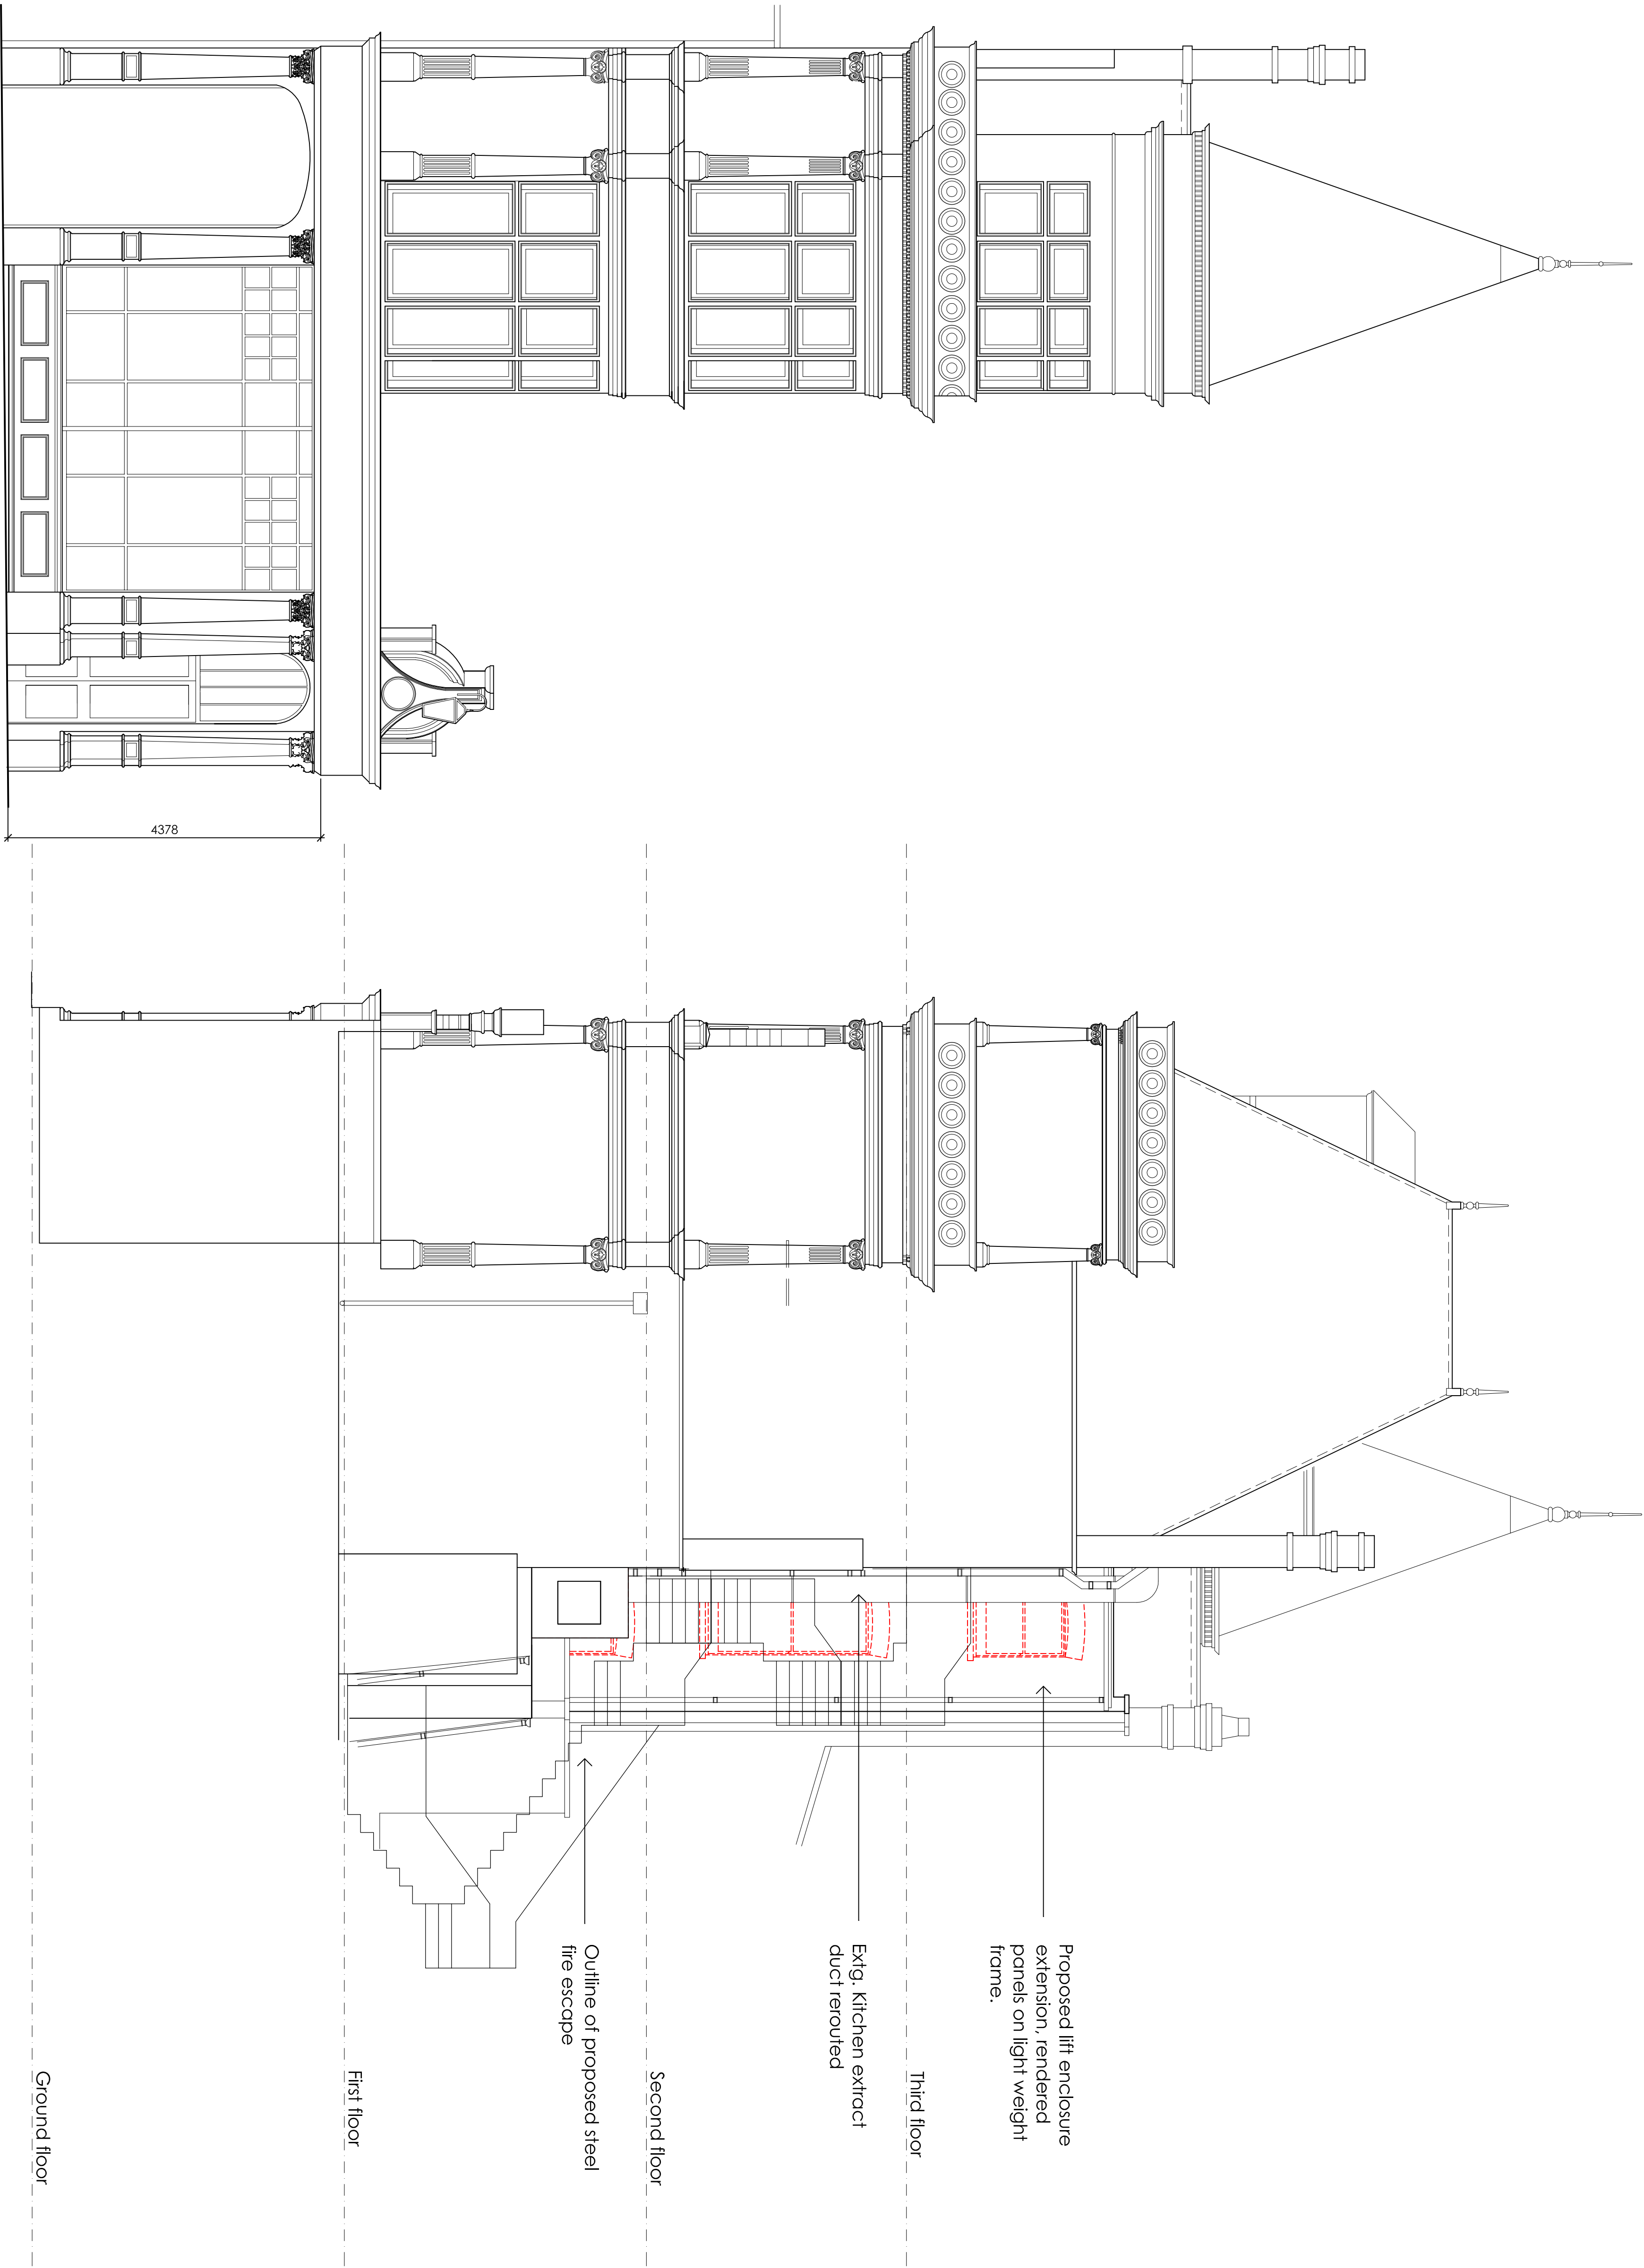 4378
Proposed lift enclosure
extension, rendered
panels on light weight
frame.
Extg. Kitchen extract
duct rerouted
Outline of proposed steel
fire escape
Third floor
Second floor
First floor
Ground floor